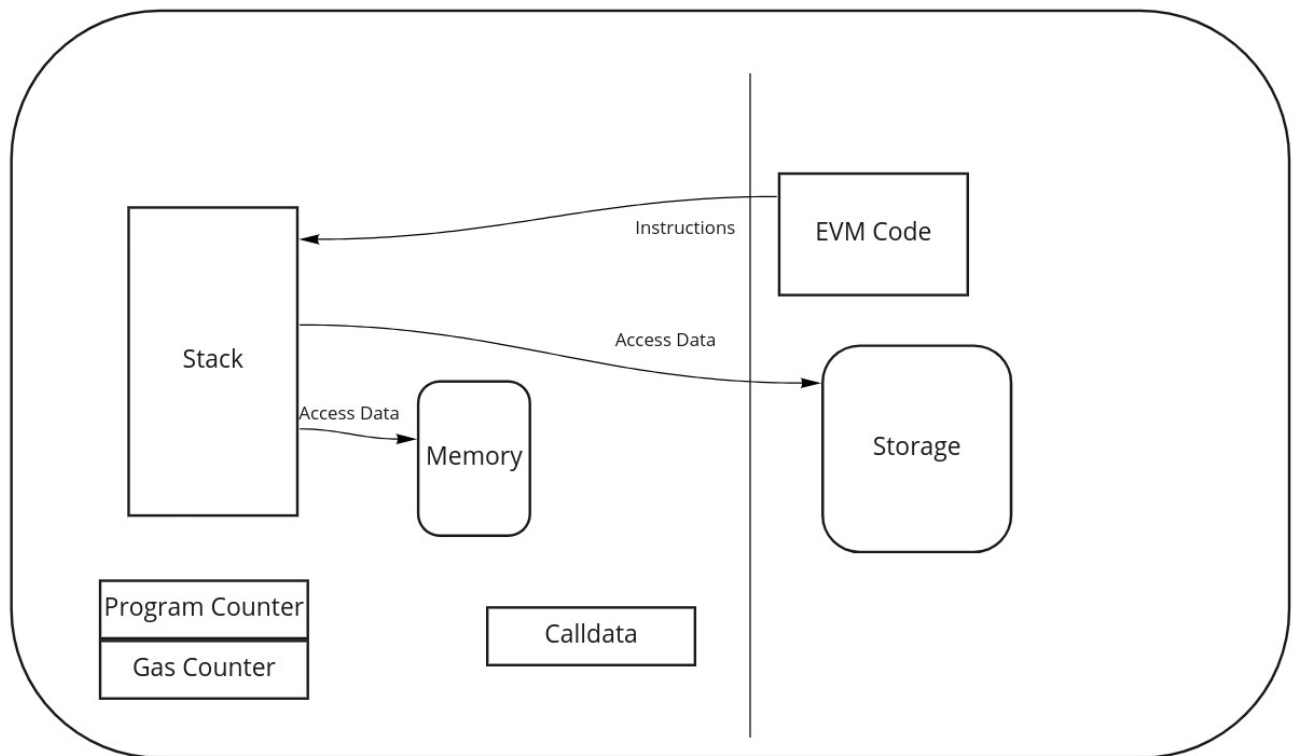 Instructions
EVM Code
Access Data
Stack
Access Data
Memory
Storage
Program Counter
Gas Counter
Calldata